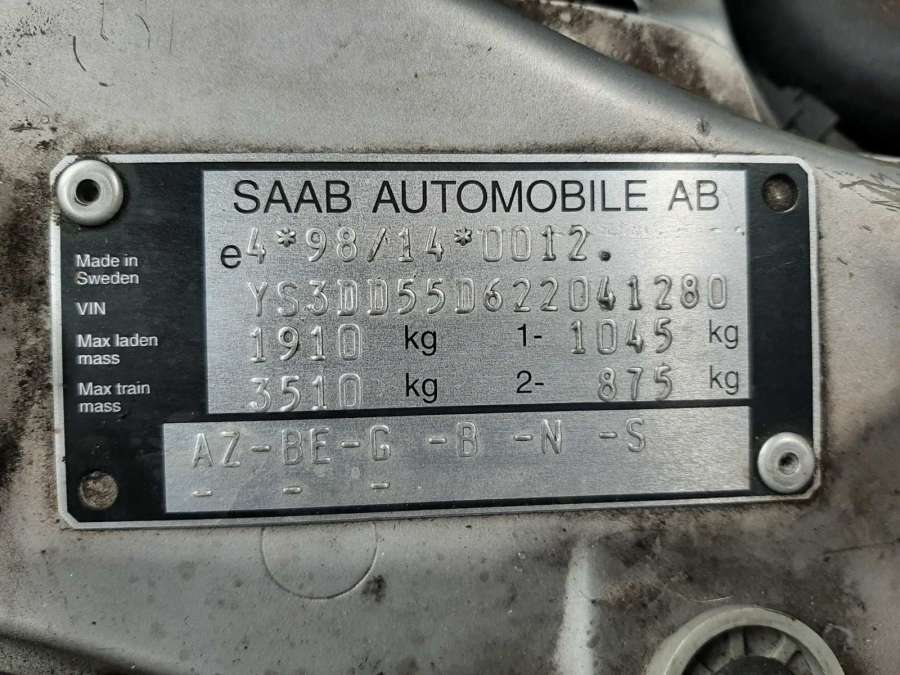 SAAB AUTOMOBILE AB
e4*98/14*0012.
Made in
Sweden
VIN YS3DD55D622041280
Max laden
mass 1910 kg 1- 1045 kg
Max train
mass 3510 kg 2- 875 kg
AZ-BE-G -B -N -S
- - -